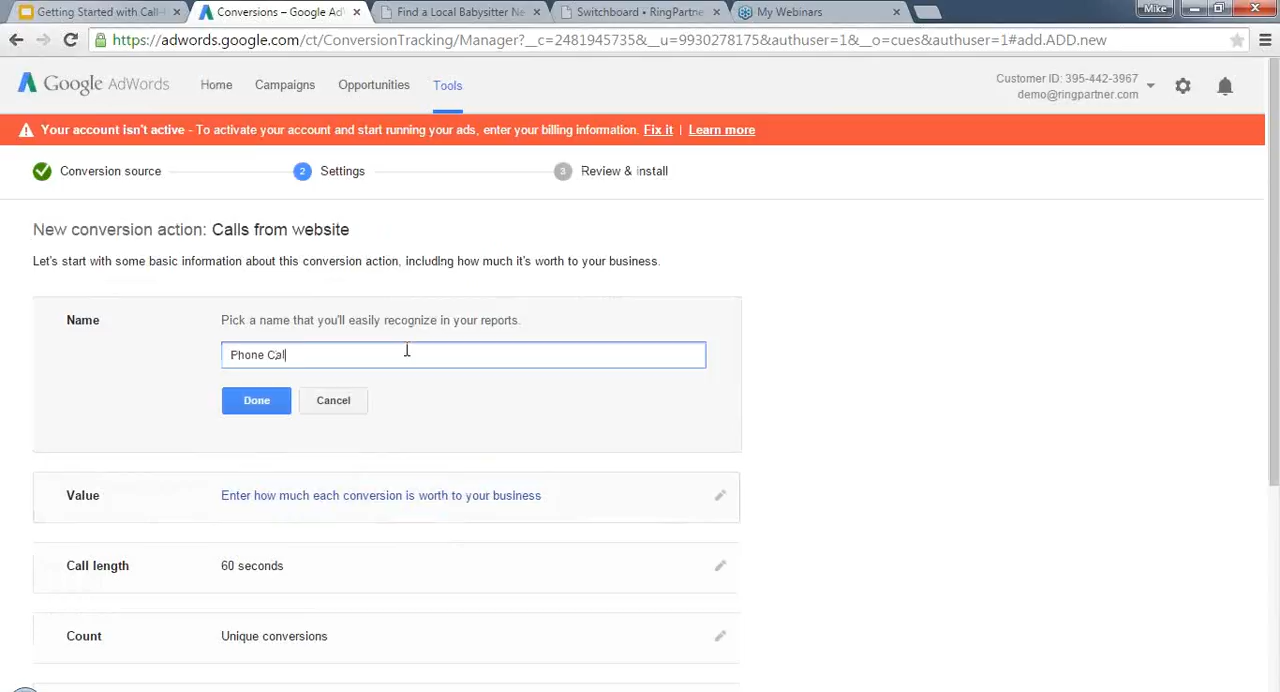 Getting Started with Call-
Conversions – Google Ad
Find a Local Babysitter Ne
Switchboard • RingPartne
My Webinars
Mike
https://adwords.google.com/ct/ConversionTracking/Manager?__c=2481945735&__u=9930278175&authuser=1&__o=cues&authuser=1#add.ADD.new
Google AdWords
Home
Campaigns
Opportunities
Tools
Customer ID: 395-442-3967
demo@ringpartner.com
Your account isn't active - To activate your account and start running your ads, enter your billing information. Fix it | Learn more
Conversion source
2 Settings
3 Review & install
New conversion action: Calls from website
Let's start with some basic information about this conversion action, including how much it's worth to your business.
Name
Pick a name that you'll easily recognize in your reports.
Phone Cal
Done
Cancel
Value
Enter how much each conversion is worth to your business
Call length
60 seconds
Count
Unique conversions